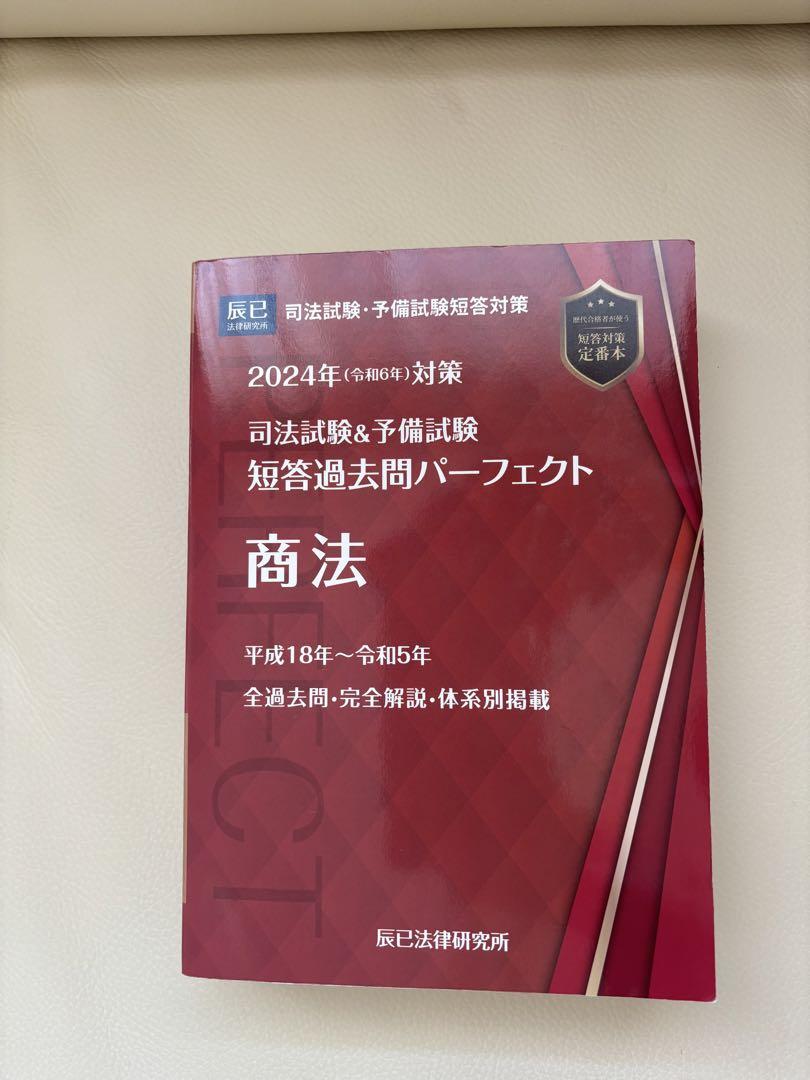 辰已
法律研究所
司法試験・予備試験短答対策
歴代合格者が使う
短答対策
定番本
2024年(令和6年)対策
司法試験&予備試験
短答過去問パーフェクト
商法
平成18年～令和5年
全過去問・完全解説・体系別掲載
PERFECT
辰已法律研究所